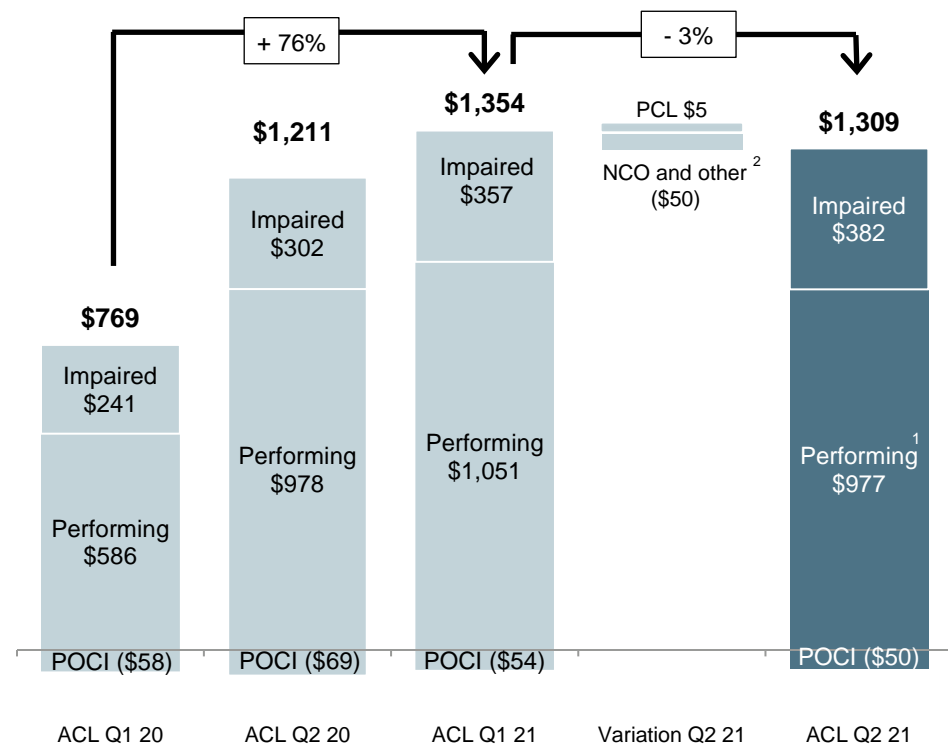 + 76%
- 3%
$769
Impaired
$241
Performing
$586
POCI ($58)
$1,211
Impaired
$302
Performing
$978
POCI ($69)
$1,354
Impaired
$357
Performing
$1,051
POCI ($54)
PCL $5
NCO and other 2
($50)
$1,309
Impaired
$382
Performing 1
$977
POCI ($50)
ACL Q1 20
ACL Q2 20
ACL Q1 21
Variation Q2 21
ACL Q2 21